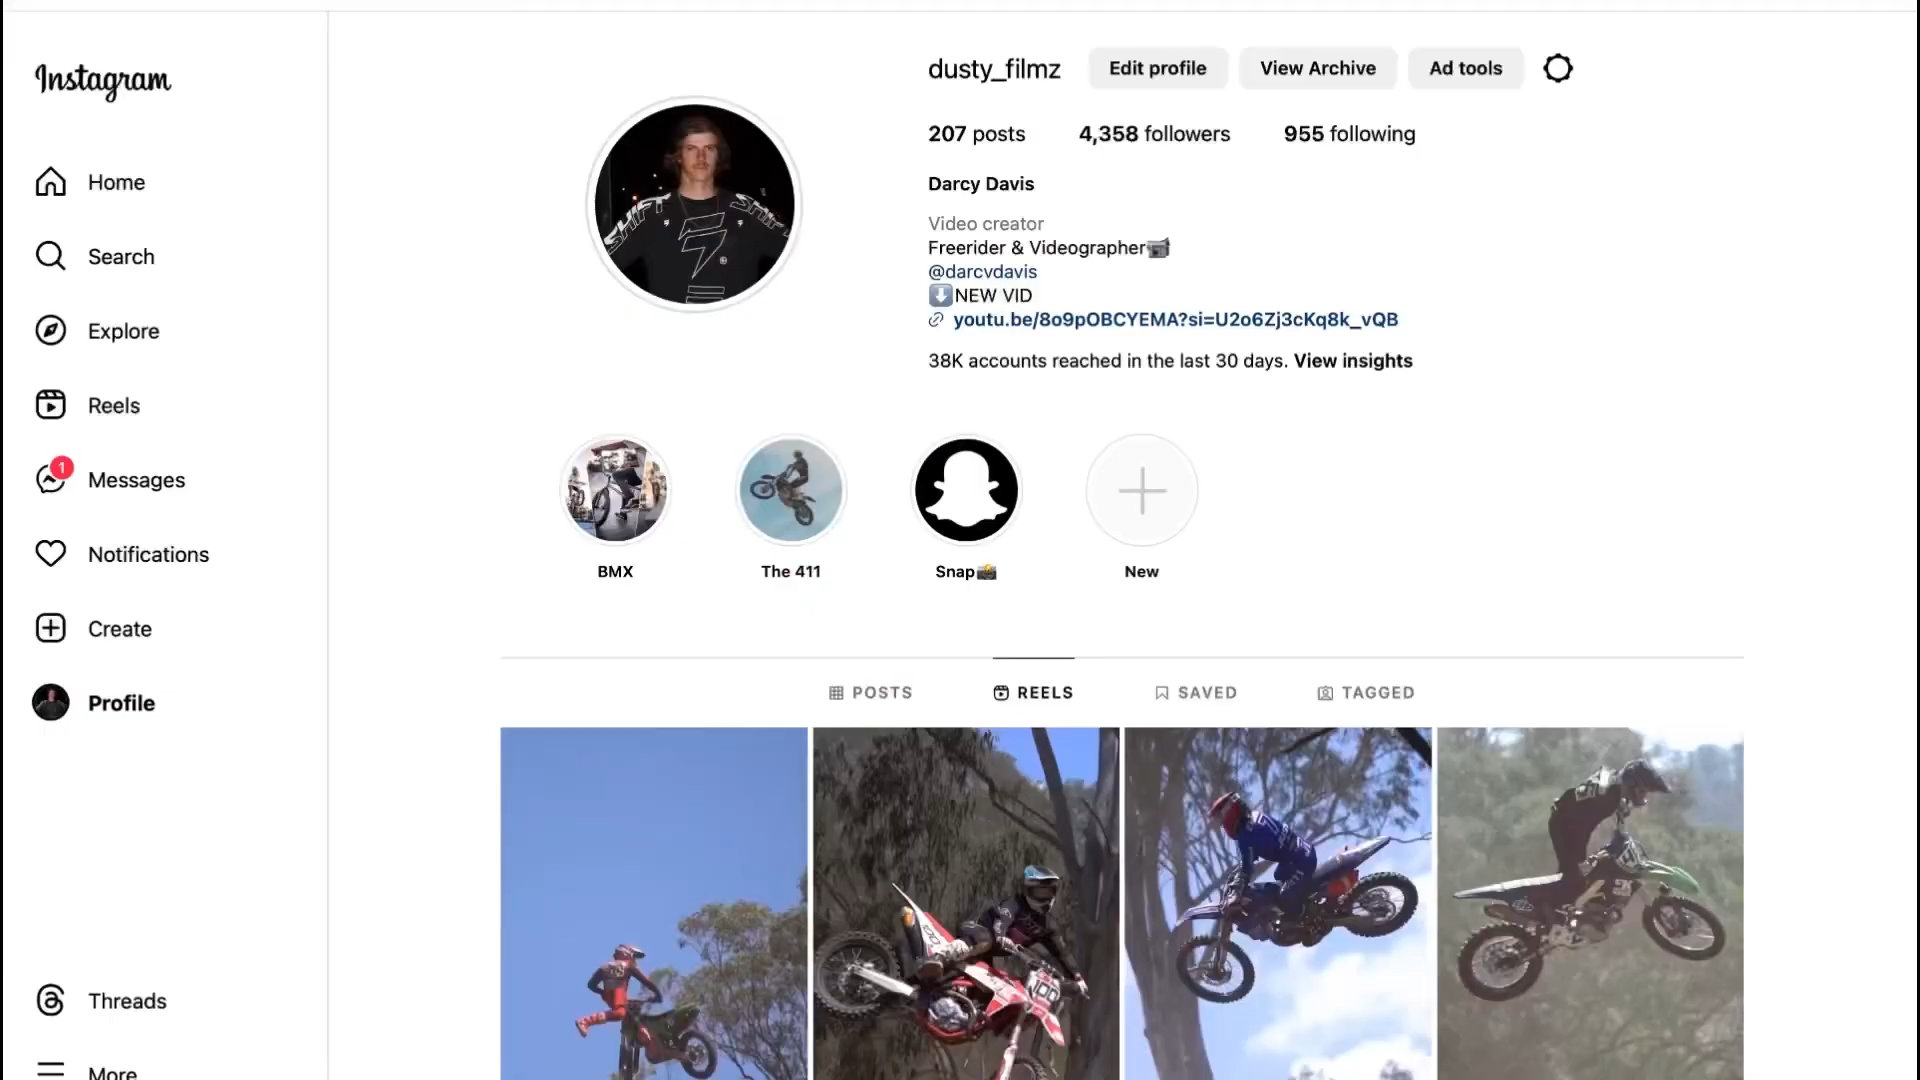 Instagram
Home
Search
Explore
Reels
1
Messages
Notifications
Create
Profile
Threads
More
dusty_filmz
Edit profile
View Archive
Ad tools
207 posts
4,358 followers
955 following
Darcy Davis
Video creator
Freerider & Videographer
@darcvdavis
NEW VID
youtu.be/8o9pOBCYEMA?si=U2o6Zj3cKq8k_vQB
38K accounts reached in the last 30 days. View insights
SHIFT
SHIFT
BMX
The 411
Snap
New
POSTS
REELS
SAVED
TAGGED
100